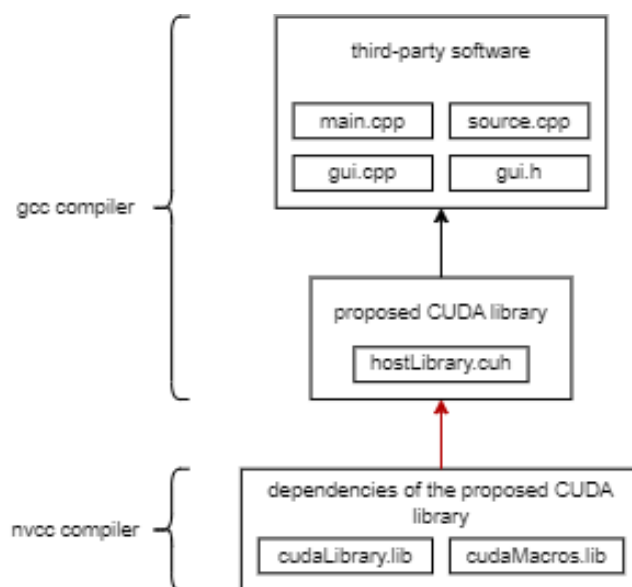 third-party software
main.cpp
source.cpp
gui.cpp
gui.h
gcc compiler
proposed CUDA library
hostLibrary.cuh
dependencies of the proposed CUDA
library
nvcc compiler
cudaLibrary.lib
cudaMacros.lib